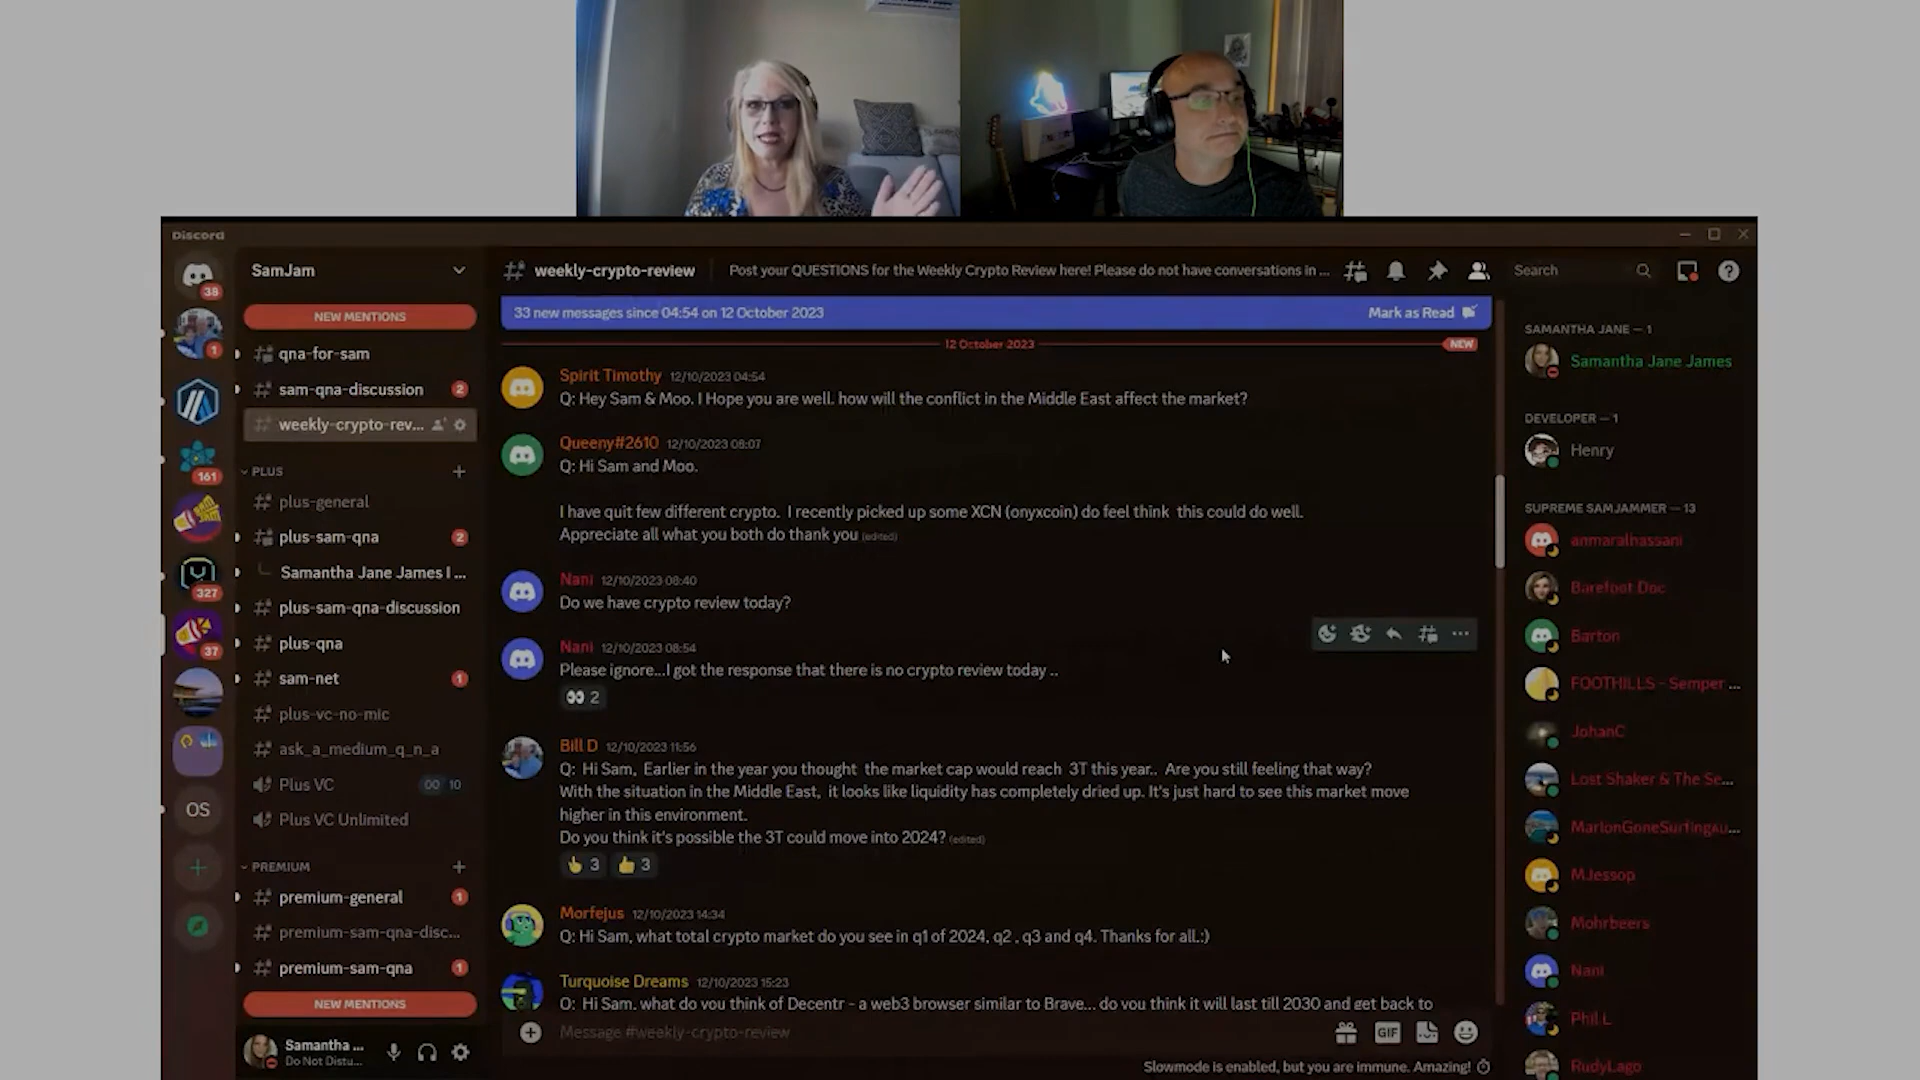 Discord
38
1
161
327
37
OS
SamJam
NEW MENTIONS
qna-for-sam
sam-qna-discussion 2
weekly-crypto-rev...
PLUS
plus-general
plus-sam-qna 2
Samantha Jane James I ...
plus-sam-qna-discussion
plus-qna
sam-net 1
plus-vc-no-mic
ask_a_medium_q_n_a
Plus VC 00 10
Plus VC Unlimited
PREMIUM
premium-general 1
premium-sam-qna-disc...
premium-sam-qna 1
NEW MENTIONS
Samantha ...
Do Not Distu...
weekly-crypto-review Post your QUESTIONS for the Weekly Crypto Review here! Please do not have conversations in ...
Search
33 new messages since 04:54 on 12 October 2023 Mark as Read
12 October 2023 NEW
Spirit Timothy 12/10/2023 04:54
Q: Hey Sam & Moo. I Hope you are well. how will the conflict in the Middle East affect the market?
Queeny#2610 12/10/2023 08:07
Q: Hi Sam and Moo.
I have quit few different crypto. I recently picked up some XCN (onyxcoin) do feel think this could do well.
Appreciate all what you both do thank you (edited)
Nani 12/10/2023 08:40
Do we have crypto review today?
Nani 12/10/2023 08:54
Please ignore...I got the response that there is no crypto review today ..
2
Bill D 12/10/2023 11:56
Q: Hi Sam, Earlier in the year you thought the market cap would reach 3T this year.. Are you still feeling that way?
With the situation in the Middle East, it looks like liquidity has completely dried up. It's just hard to see this market move
higher in this environment.
Do you think it's possible the 3T could move into 2024? (edited)
3 3
Morfejus 12/10/2023 14:34
Q: Hi Sam, what total crypto market do you see in q1 of 2024, q2 , q3 and q4. Thanks for all.:)
Turquoise Dreams 12/10/2023 15:23
Q: Hi Sam. what do you think of Decentr - a web3 browser similar to Brave... do you think it will last till 2030 and get back to
Message #weekly-crypto-review
GIF
Slowmode is enabled, but you are immune. Amazing!
SAMANTHA JANE — 1
Samantha Jane James
DEVELOPER — 1
Henry
SUPREME SAMJAMMER — 13
anmaralhassani
Barefoot Doc
Barton
FOOTHILLS - Semper ...
JohanC
Lost Shaker & The Se...
MarlonGoneSurfingAu...
MJessop
Mohrbeers
Nani
Phil L
RudyLago